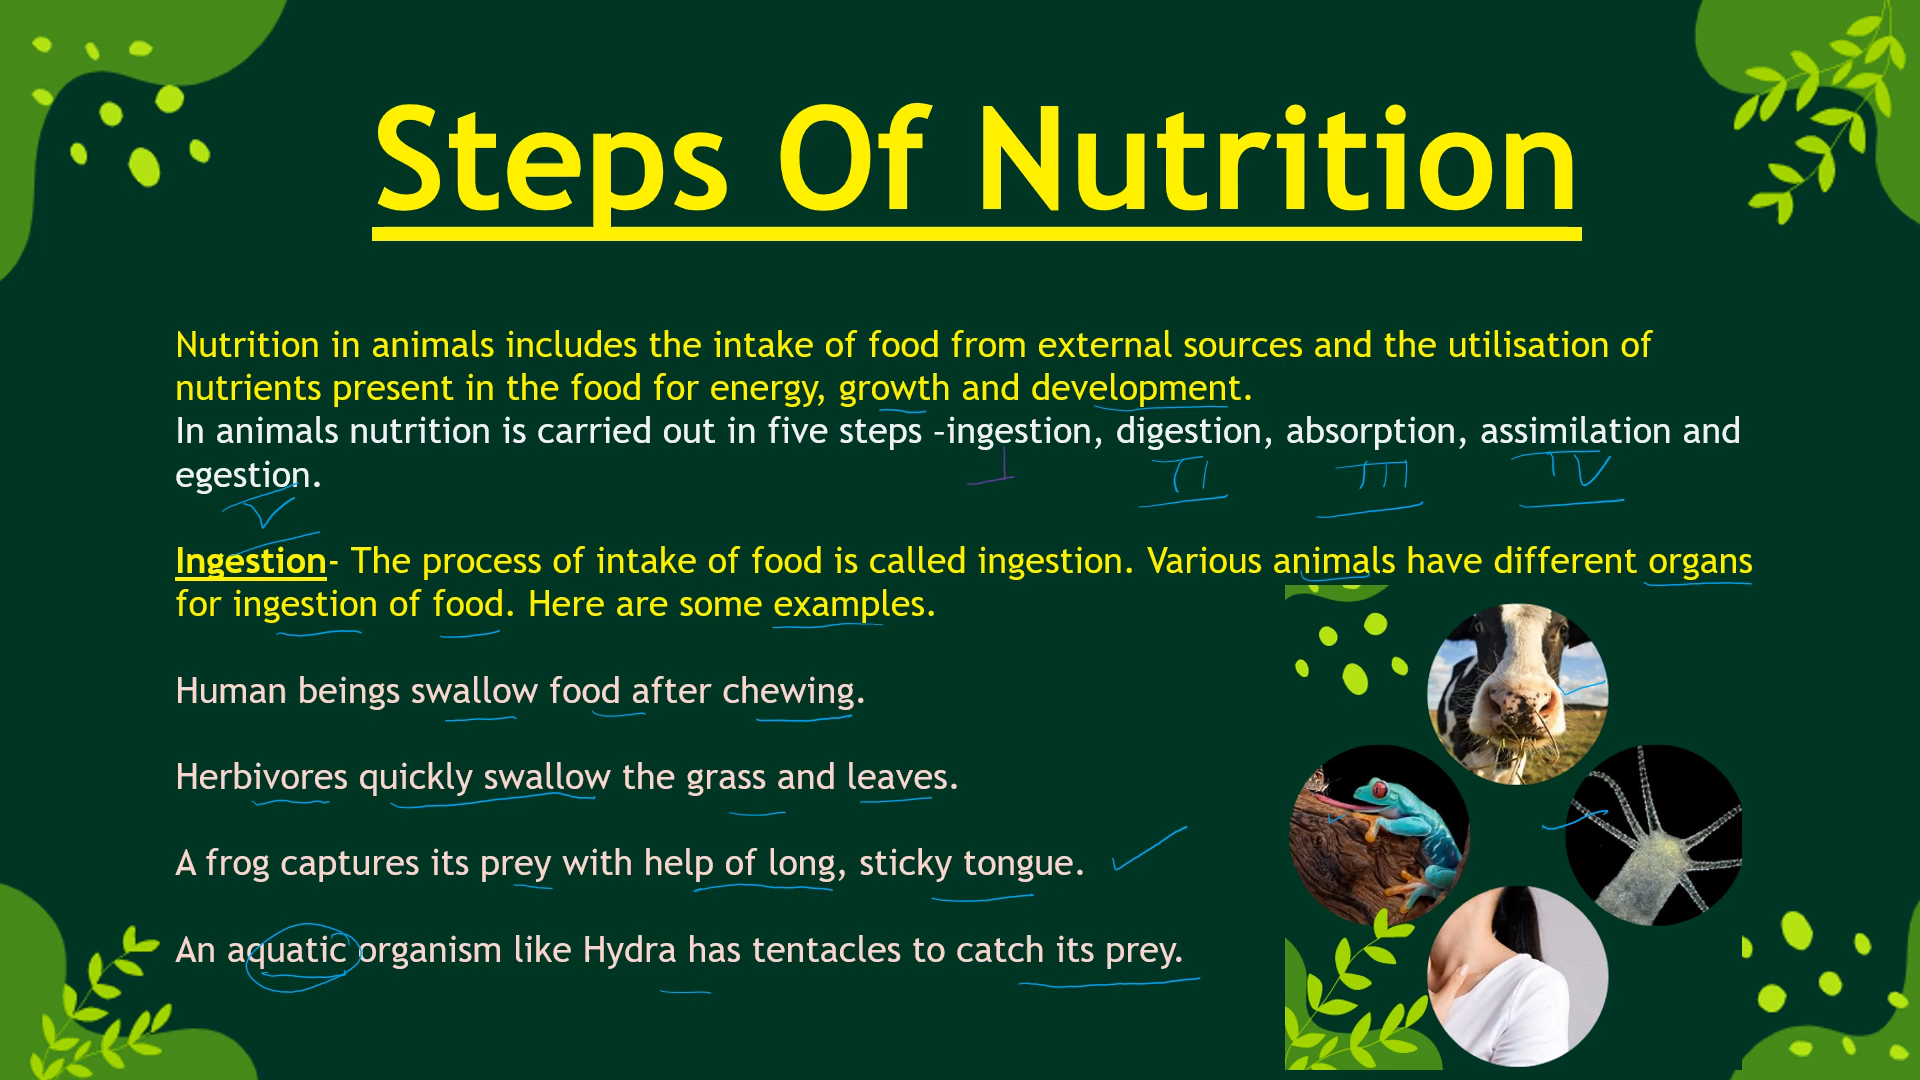 Steps Of Nutrition
Nutrition in animals includes the intake of food from external sources and the utilisation of
nutrients present in the food for energy, growth and development.
In animals nutrition is carried out in five steps –ingestion, digestion, absorption, assimilation and
egestion.
I II III IV
V
Ingestion- The process of intake of food is called ingestion. Various animals have different organs
for ingestion of food. Here are some examples.
Human beings swallow food after chewing.
Herbivores quickly swallow the grass and leaves.
A frog captures its prey with help of long, sticky tongue.
An aquatic organism like Hydra has tentacles to catch its prey.